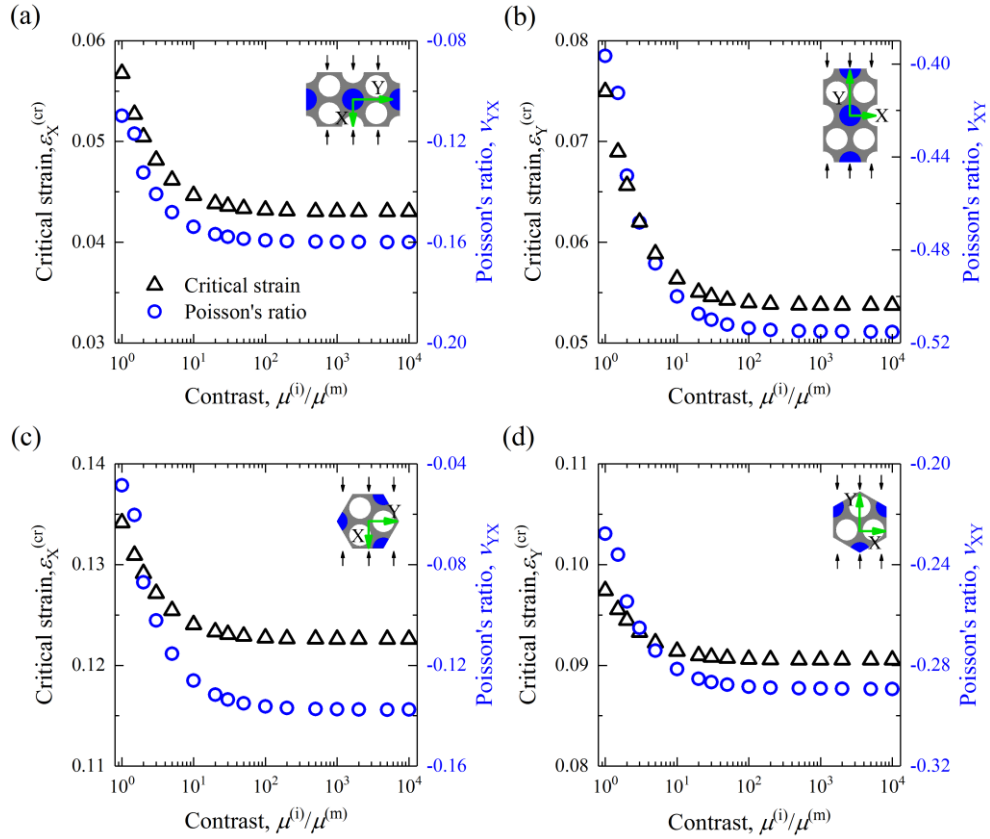 (a)
0.06
0.05
0.04
0.03
Critical strain, ε_X^(cr)
-0.08
-0.12
-0.16
-0.20
Poisson's ratio, ν_YX
Y
X
Critical strain
Poisson's ratio
10^0 10^1 10^2 10^3 10^4
Contrast, μ^(i)/μ^(m)
(b)
0.08
0.07
0.06
0.05
Critical strain, ε_Y^(cr)
-0.40
-0.44
-0.48
-0.52
Poisson's ratio, ν_XY
Y
X
10^0 10^1 10^2 10^3 10^4
Contrast, μ^(i)/μ^(m)
(c)
0.14
0.13
0.12
0.11
Critical strain, ε_X^(cr)
-0.04
-0.08
-0.12
-0.16
Poisson's ratio, ν_YX
Y
X
10^0 10^1 10^2 10^3 10^4
Contrast, μ^(i)/μ^(m)
(d)
0.11
0.10
0.09
0.08
Critical strain, ε_Y^(cr)
-0.20
-0.24
-0.28
-0.32
Poisson's ratio, ν_XY
Y
X
10^0 10^1 10^2 10^3 10^4
Contrast, μ^(i)/μ^(m)